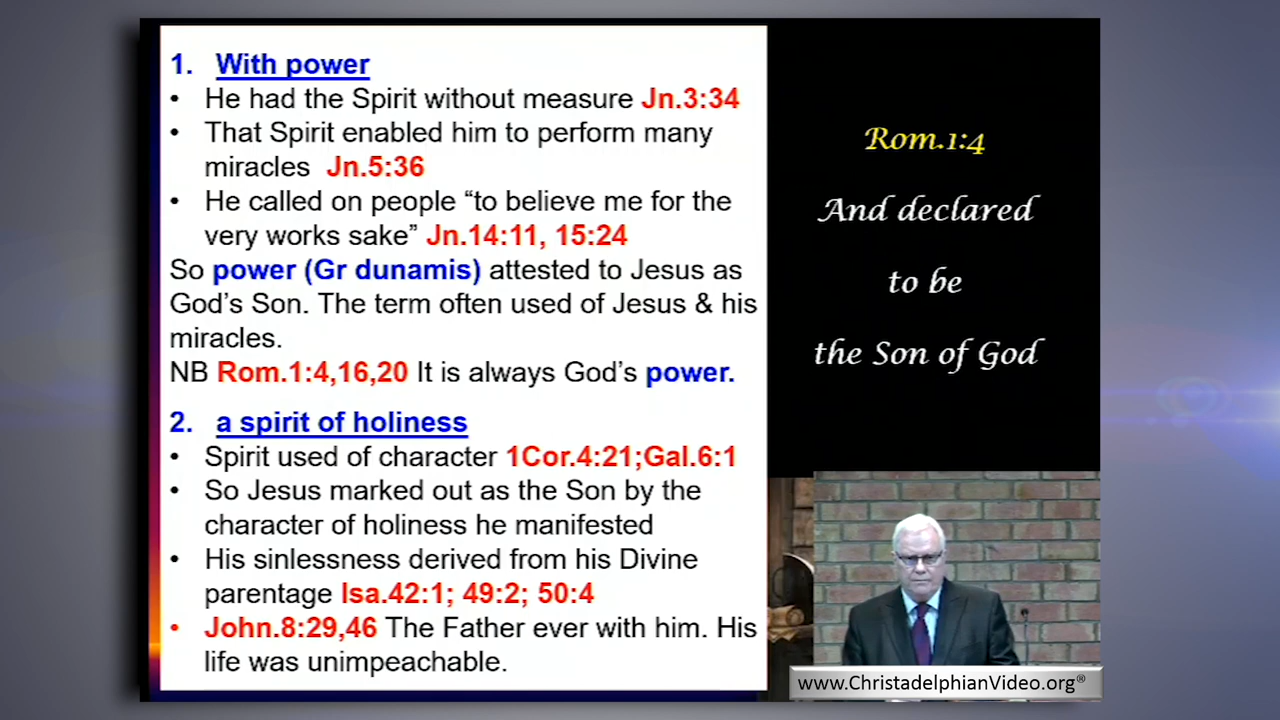 1. With power
• He had the Spirit without measure Jn.3:34
• That Spirit enabled him to perform many
miracles Jn.5:36
• He called on people “to believe me for the
very works sake” Jn.14:11, 15:24
So power (Gr dunamis) attested to Jesus as
God’s Son. The term often used of Jesus & his
miracles.
NB Rom.1:4,16,20 It is always God’s power.
2. a spirit of holiness
• Spirit used of character 1Cor.4:21;Gal.6:1
• So Jesus marked out as the Son by the
character of holiness he manifested
• His sinlessness derived from his Divine
parentage Isa.42:1; 49:2; 50:4
• John.8:29,46 The Father ever with him. His
life was unimpeachable.
Rom.1:4
And declared
to be
the Son of God
www.ChristadelphianVideo.org®